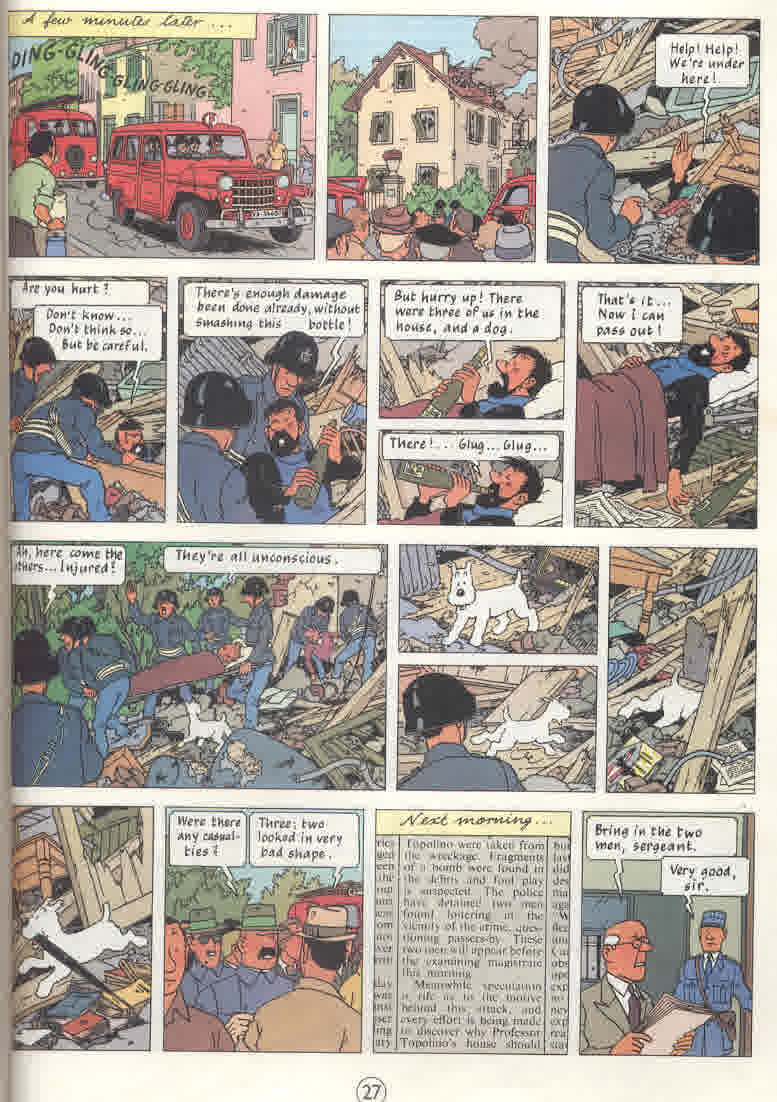 A few minutes later ...
DING-GLING-GLING-GLING!
Help! Help!
We're under
here!
Are you hurt?
Don't know...
Don't think so...
But be careful.
There's enough damage
been done already, without
smashing this bottle!
But hurry up! There
were three of us in the
house, and a dog.
There!... Glug... Glug...
That's it...
Now I can
pass out!
Ah, here come the
others... Injured?
They're all unconscious.
Were there
any casual-
ties?
Three; two
looked in very
bad shape.
Next morning...
Topolino were taken from
the wreckage. Fragments
of a bomb were found in
the debris and foul play
is suspected. The police
have detained two men
found loitering in the
vicinity of the crime, ques-
tioning passers-by. These
two men will appear before
the examining magistrate
this morning.
Meanwhile speculation
is rife as to the motive
behind this attack, and
every effort is being made
to discover why Professor
Topolino's house should
Bring in the two
men, sergeant.
Very good,
sir.
27